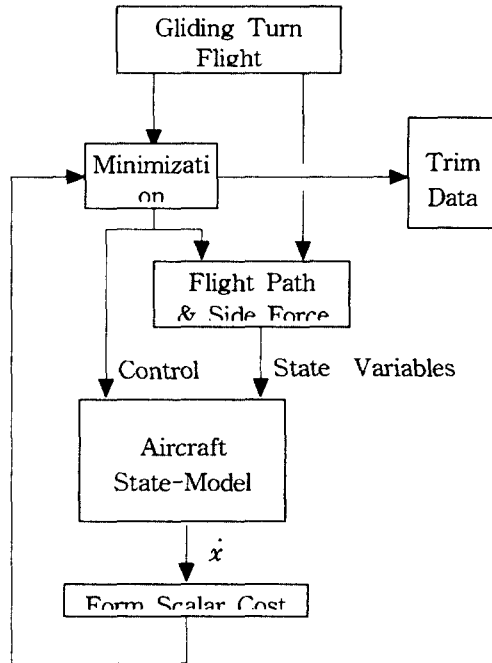 Gliding Turn
Flight
Minimizati
on
Trim
Data
Flight Path
& Side Force
Control
State Variables
Aircraft
State-Model
ẋ
Form Scalar Cost